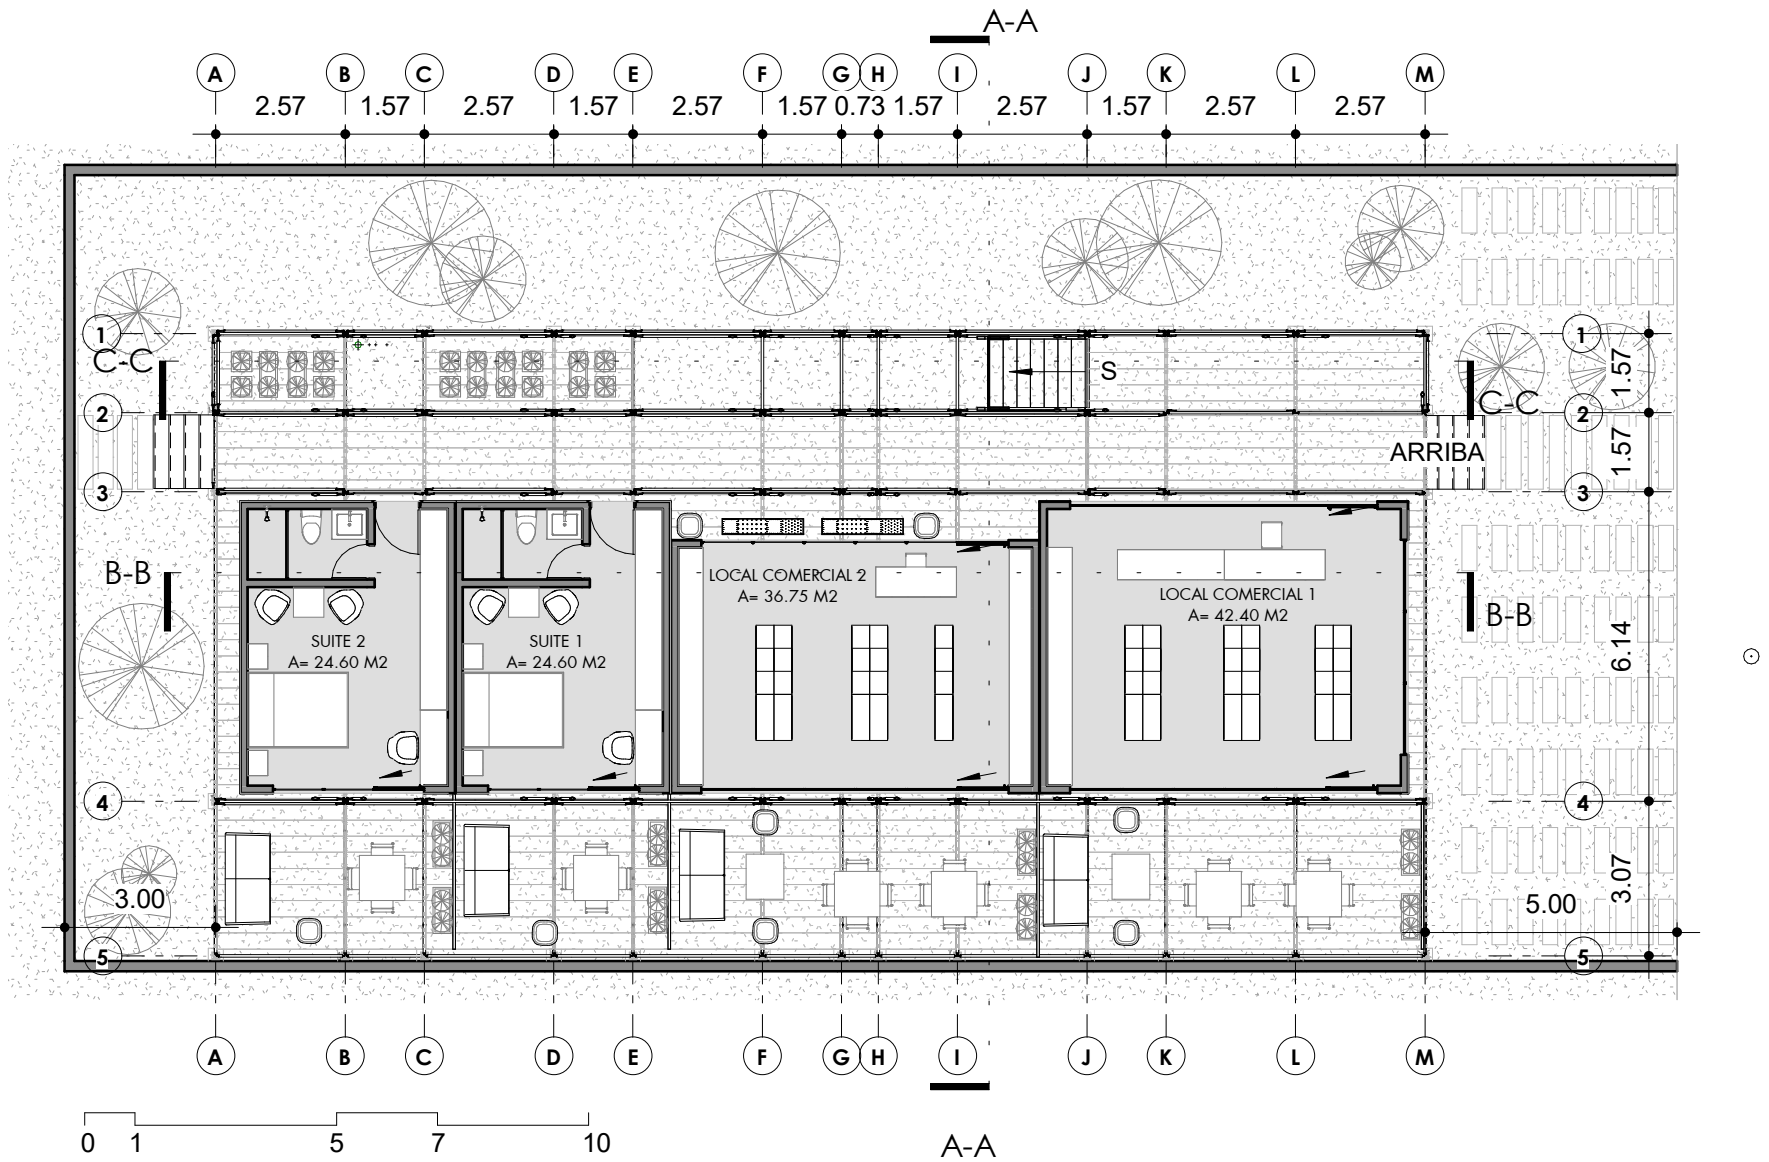 A-A
A B C D E F G H I J K L M
2.57 1.57 2.57 1.57 2.57 1.57 0.73 1.57 2.57 1.57 2.57 2.57
1 1
C-C 1.57
S
C-C
2 2
ARRIBA 1.57
3 3
B-B
LOCAL COMERCIAL 2
A= 36.75 M2
LOCAL COMERCIAL 1
A= 42.40 M2
B-B
SUITE 2
A= 24.60 M2
SUITE 1
A= 24.60 M2
6.14
4 4
3.00 5.00 3.07
5 5
A B C D E F G H I J K L M
0 1 5 7 10
A-A